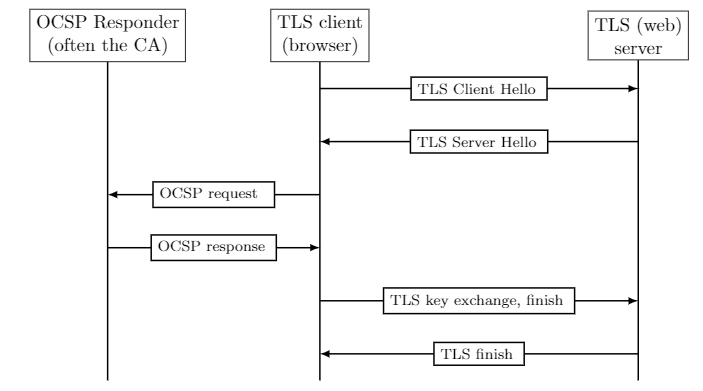 OCSP Responder
(often the CA)
TLS client
(browser)
TLS (web)
server
TLS Client Hello
TLS Server Hello
OCSP request
OCSP response
TLS key exchange, finish
TLS finish